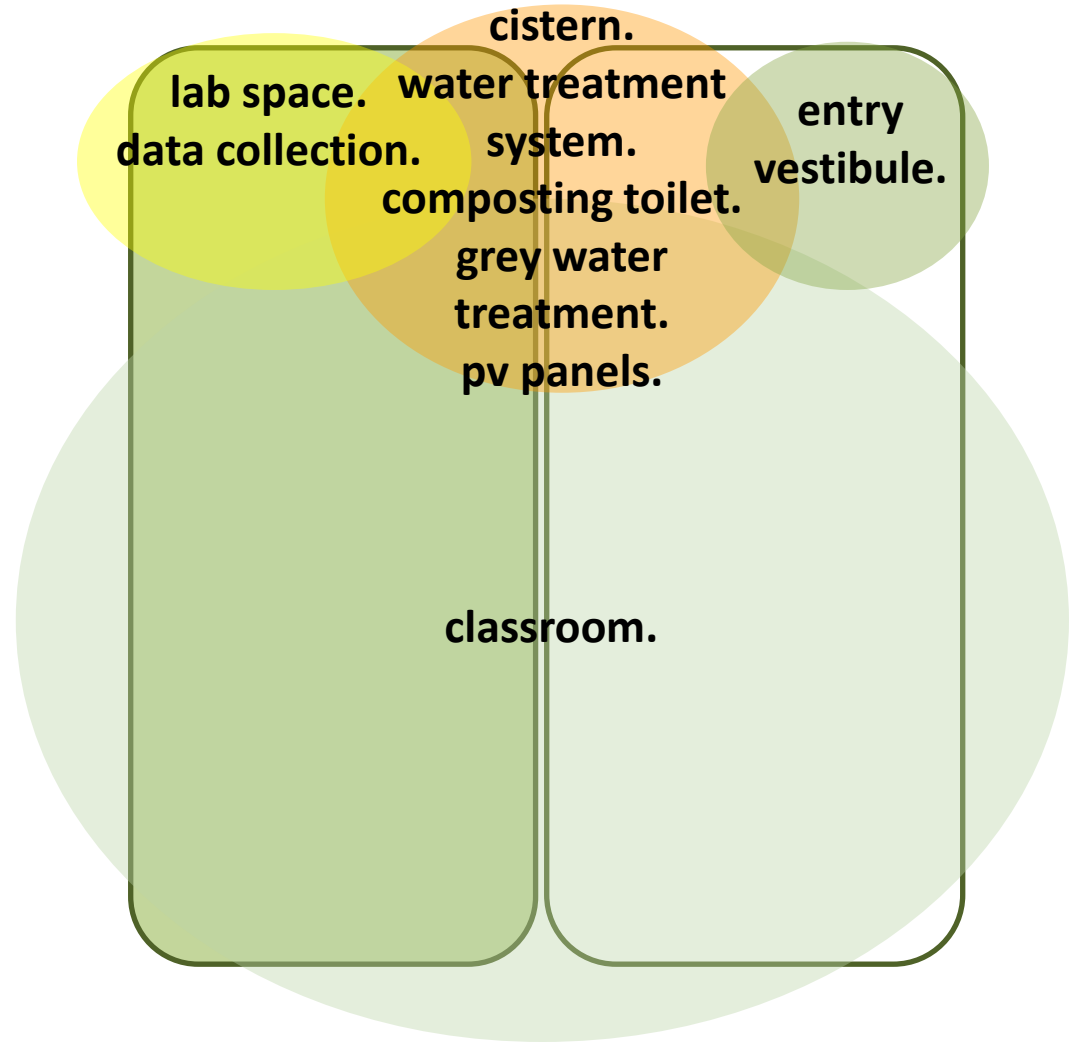 lab space.
data collection.
cistern.
water treatment
system.
composting toilet.
grey water
treatment.
pv panels.
entry
vestibule.
classroom.